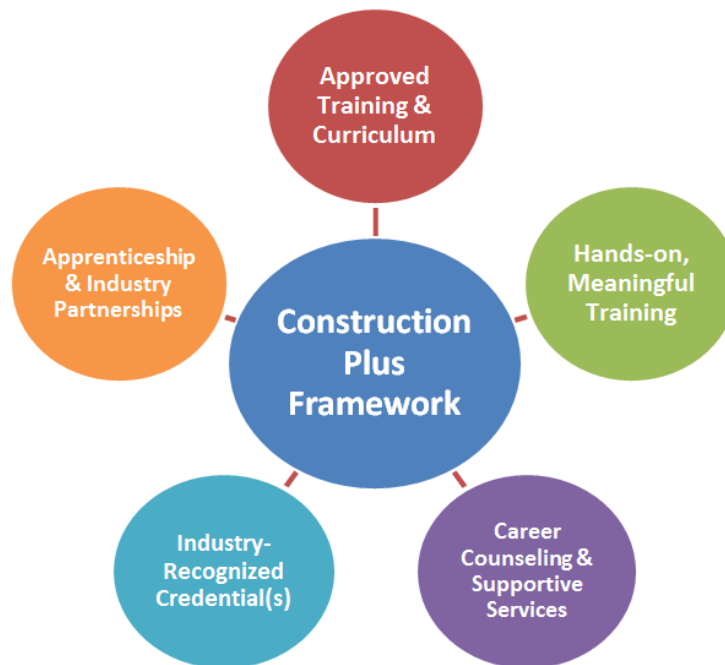 Approved
Training &
Curriculum
Apprenticeship
& Industry
Partnerships
Hands-on,
Meaningful
Training
Construction
Plus
Framework
Industry-
Recognized
Credential(s)
Career
Counseling &
Supportive
Services